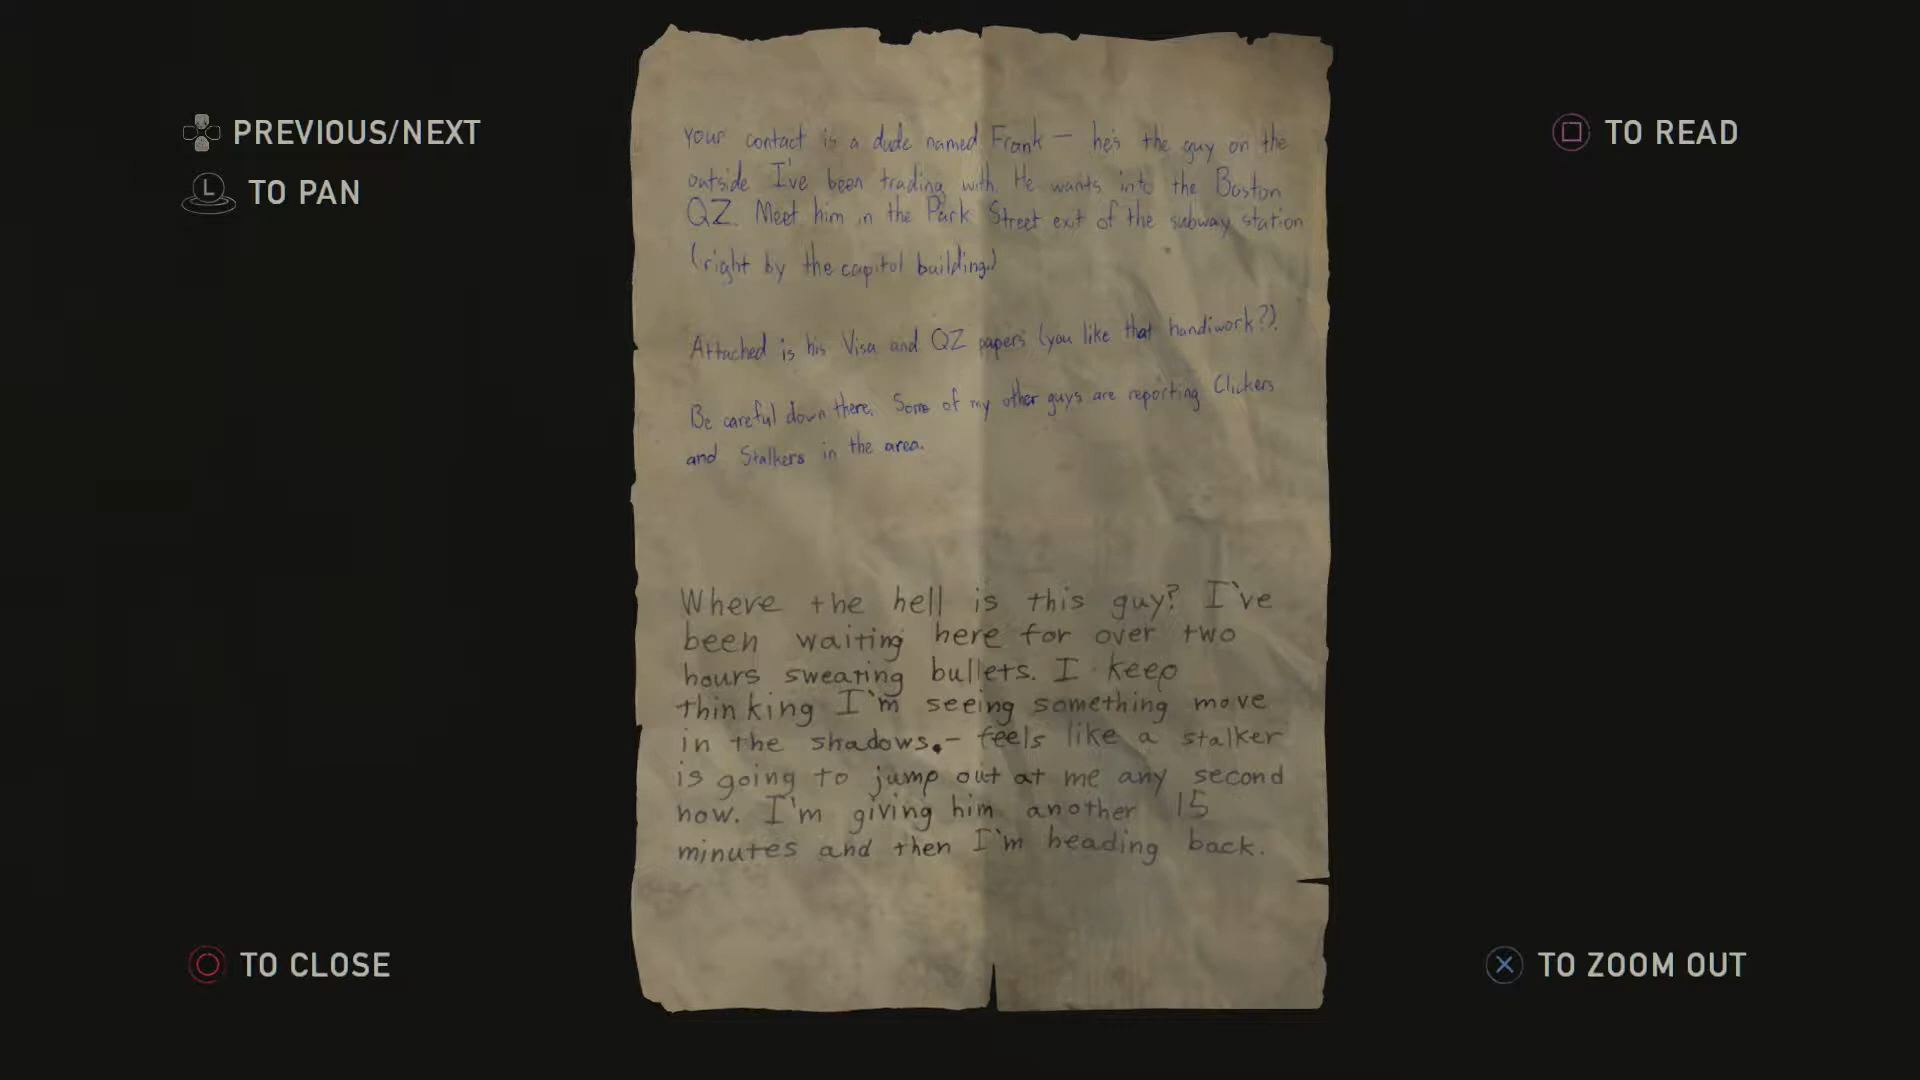 PREVIOUS/NEXT
L TO PAN
TO READ
Your contact is a dude named Frank — he's the guy on the
outside I've been trading with. He wants into the Boston
QZ. Meet him in the Park Street exit of the subway station
(right by the capitol building.)
Attached is his Visa and QZ papers (you like that handiwork?).
Be careful down there. Some of my other guys are reporting Clickers
and Stalkers in the area.
Where the hell is this guy? I've
been waiting here for over two
hours sweating bullets. I keep
thinking I'm seeing something move
in the shadows. - feels like a stalker
is going to jump out at me any second
now. I'm giving him another 15
minutes and then I'm heading back.
TO CLOSE
TO ZOOM OUT